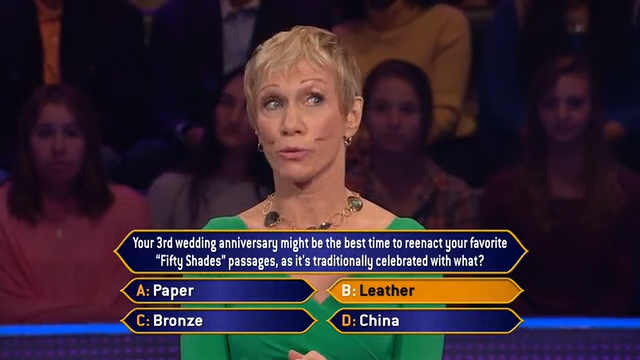 Your 3rd wedding anniversary might be the best time to reenact your favorite
“Fifty Shades” passages, as it's traditionally celebrated with what?
A: Paper
B: Leather
C: Bronze
D: China